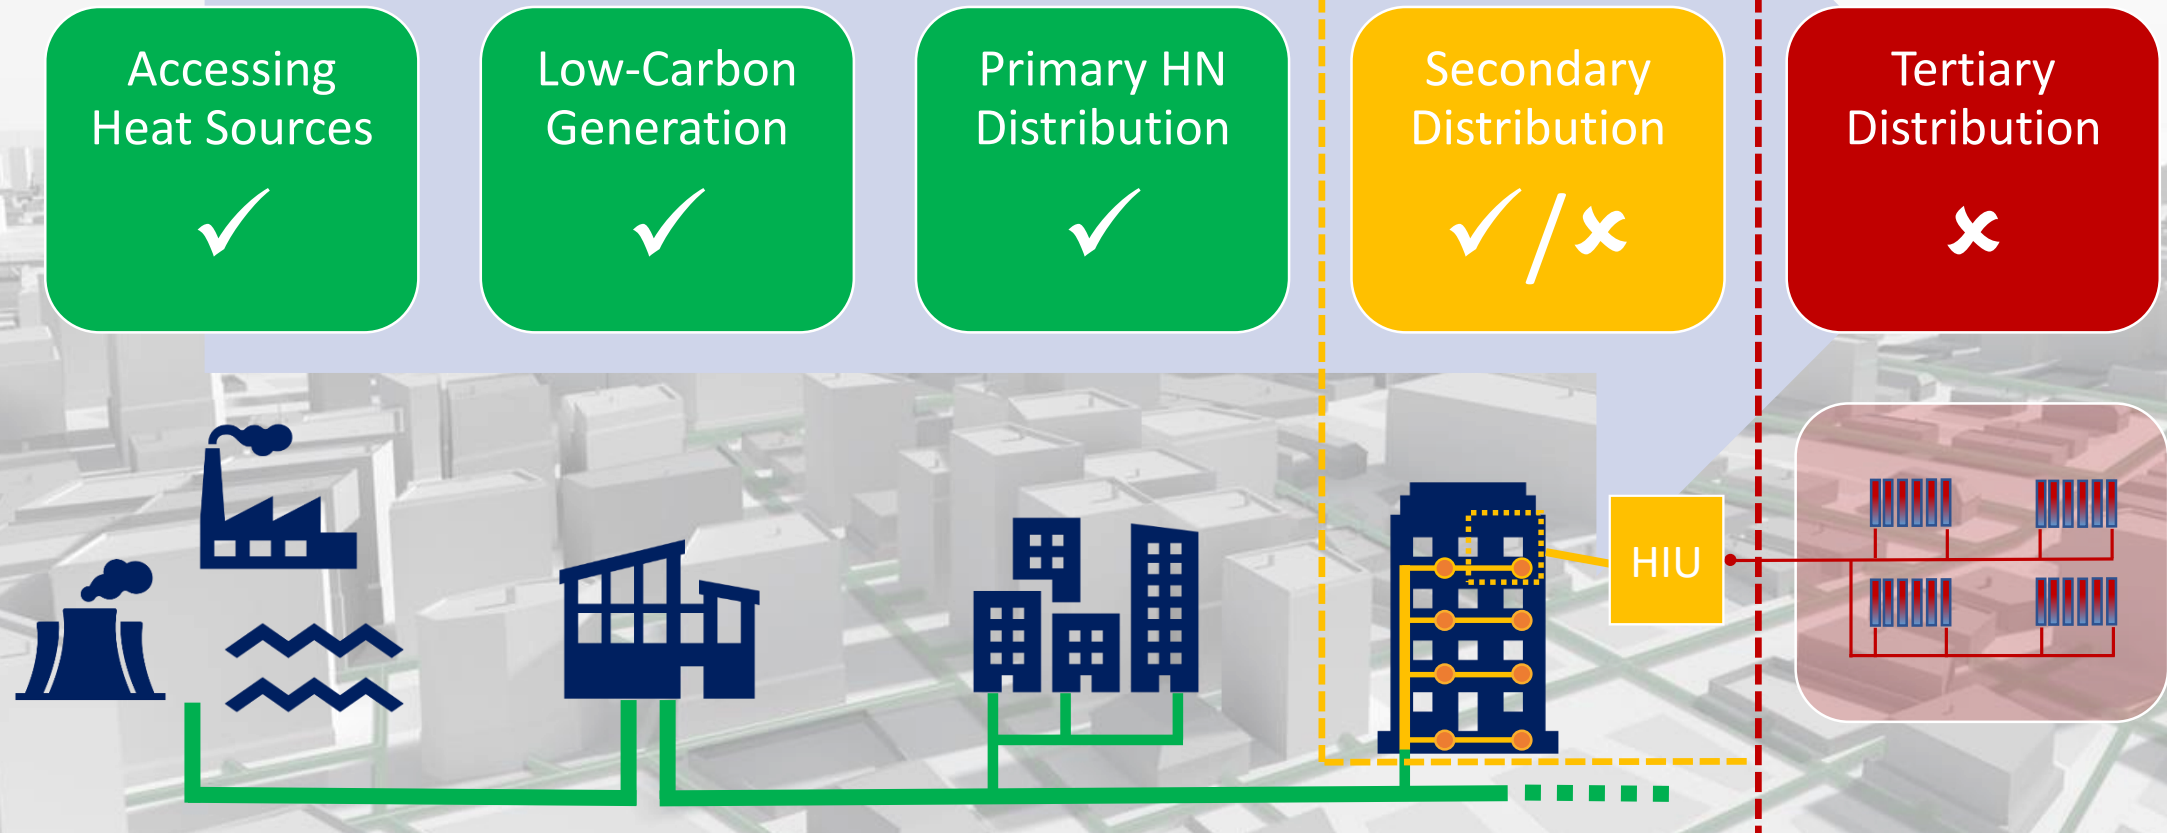 Accessing
Heat Sources
✓
Low-Carbon
Generation
✓
Primary HN
Distribution
✓
Secondary
Distribution
✓/✘
Tertiary
Distribution
✘
HIU